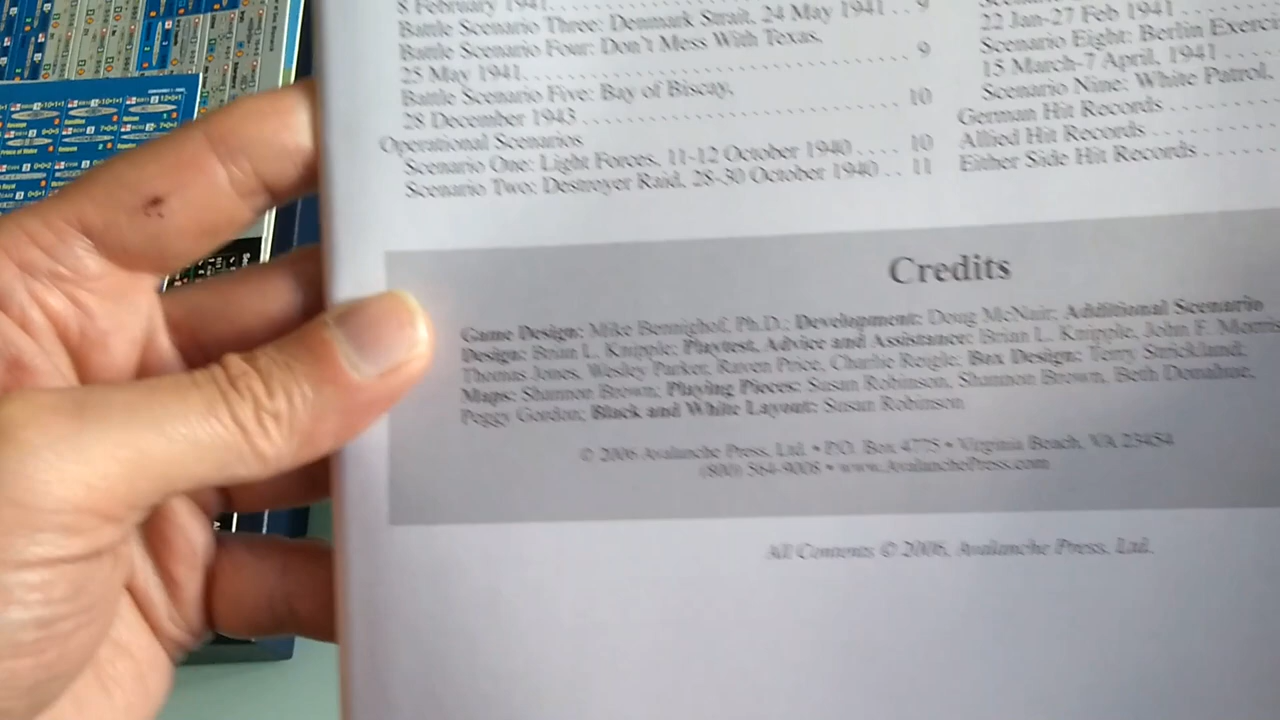 8 February 1941
Battle Scenario Three: Denmark Strait, 24 May 1941 . . 9
Battle Scenario Four: Don't Mess With Texas,
25 May 1941 9
Battle Scenario Five: Bay of Biscay,
28 December 1943 10
Operational Scenarios
Scenario One: Light Forces, 11-12 October 1940 . . . 10
Scenario Two: Destroyer Raid, 28-30 October 1940 . . 11
22 Jan-27 Feb 1941
Scenario Eight: Berlin Exerci
15 March-7 April, 1941
Scenario Nine: White Patrol,
German Hit Records
Allied Hit Records
Either Side Hit Records
Credits
Game Design: Mike Bennighof, Ph.D.; Development: Doug McNair; Additional Scenario
Design: Brian L. Knipple; Playtest, Advice and Assistance: Brian L. Knipple, John F.
Thomas Jones, Wesley Parker, Raven Price, Charlie Reigle; Box Design: Terry Strickland;
Maps: Shannon Brown; Playing Pieces: Susan Robinson, Shannon Brown, Beth Donahue,
Peggy Gordon; Black and White Layout: Susan Robinson
© 2006 Avalanche Press, Ltd. • P.O. Box 4775 • Virginia Beach, VA 23454
(800) 564-9008 • www.AvalanchePress.com
All Contents © 2006, Avalanche Press, Ltd.